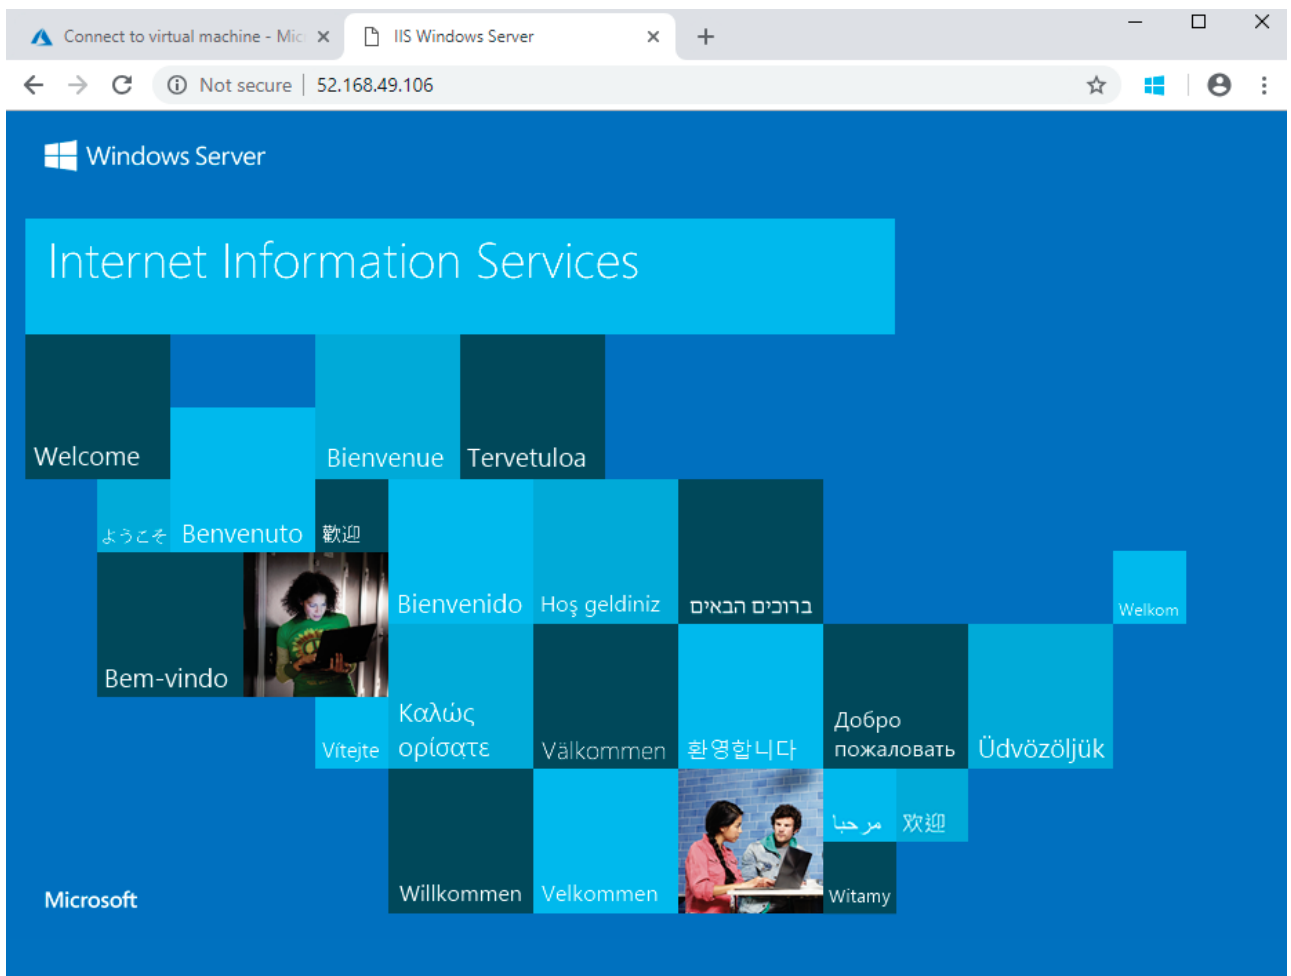 Connect to virtual machine - Mic
IIS Windows Server
Not secure
52.168.49.106
Windows Server
Internet Information Services
Welcome
Bienvenue
Tervetuloa
ようこそ
Benvenuto
歡迎
Bienvenido
Hoş geldiniz
ברוכים הבאים
Welkom
Bem-vindo
Καλώς
ορίσατε
Vítejte
Välkommen
환영합니다
Добро
пожаловать
Üdvözöljük
مرحبا
欢迎
Willkommen
Velkommen
Witamy
Microsoft